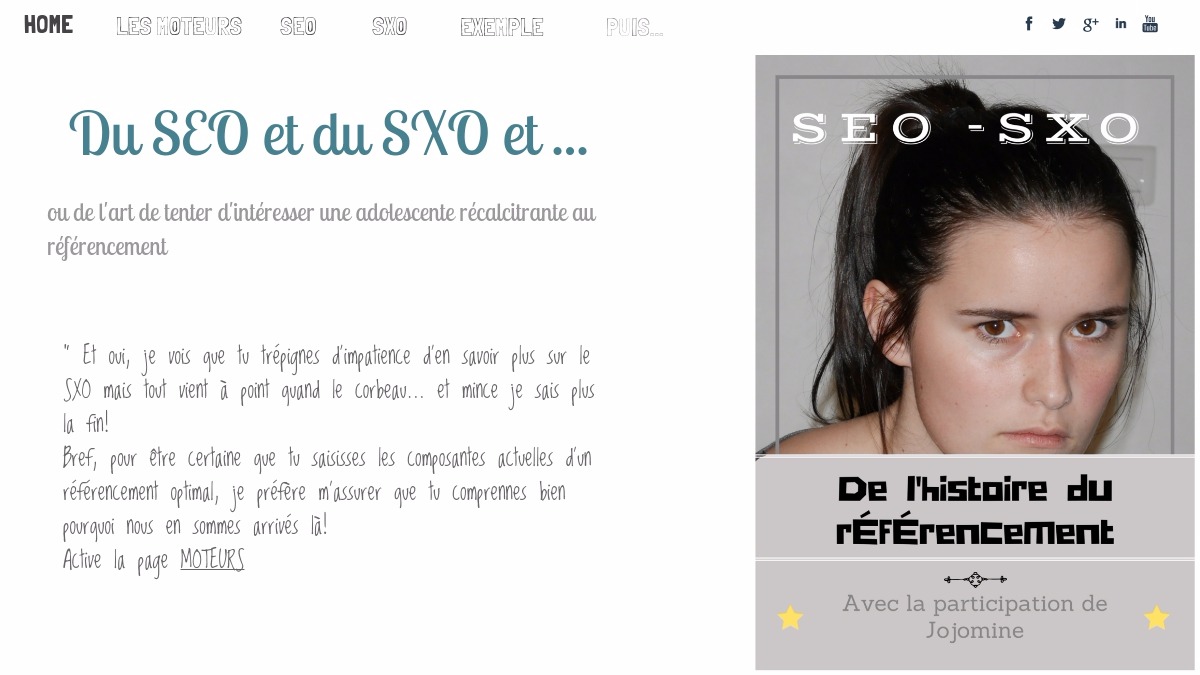 HOME LES MOTEURS SEO SXO EXEMPLE PUIS...
f g+ in You Tube
Du SEO et du SXO et ...
ou de l'art de tenter d'intéresser une adolescente récalcitrante au
référencement
" Et oui, je vois que tu trépignes d'impatience d'en savoir plus sur le
SXO mais tout vient à point quand le corbeau... et mince je sais plus
la fin!
Bref, pour être certaine que tu saisisses les composantes actuelles d'un
référencement optimal, je préfère m'assurer que tu comprennes bien
pourquoi nous en sommes arrivés là!
Active la page MOTEURS
SEO -SXO
De l'histoire du
rÉFÉrenceMent
Avec la participation de
Jojomine